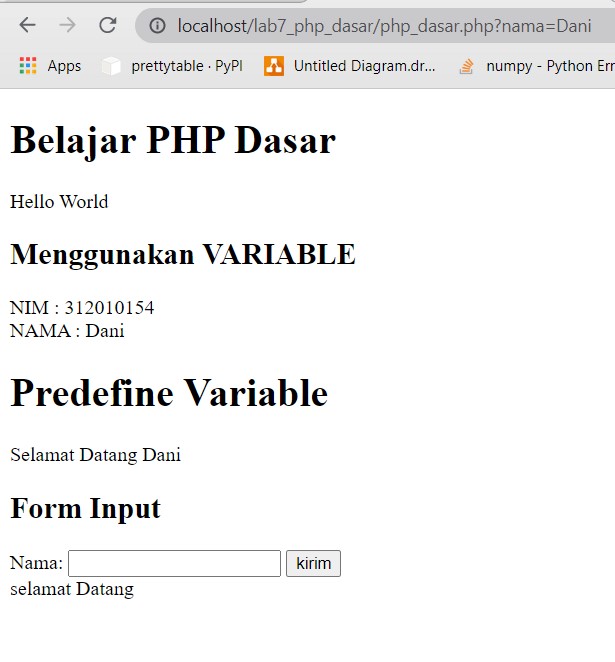 localhost/lab7_php_dasar/php_dasar.php?nama=Dani
Apps prettytable · PyPI Untitled Diagram.dr... numpy - Python Err
Belajar PHP Dasar
Hello World
Menggunakan VARIABLE
NIM : 312010154
NAMA : Dani
Predefine Variable
Selamat Datang Dani
Form Input
Nama: kirim
selamat Datang